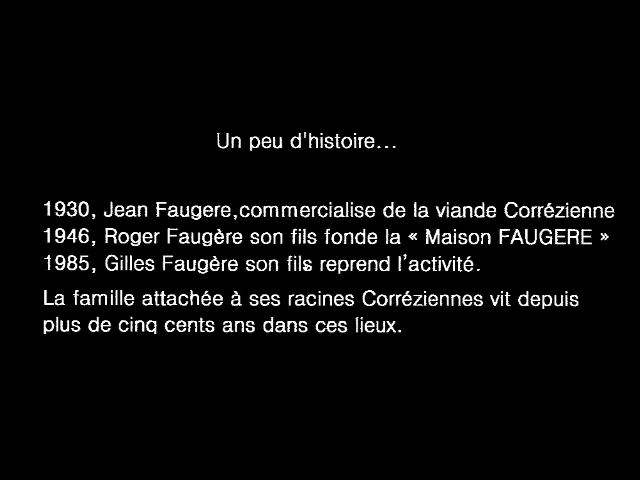 Un peu d'histoire...
1930, Jean Faugere,commercialise de la viande Corrézienne
1946, Roger Faugère son fils fonde la « Maison FAUGERE »
1985, Gilles Faugère son fils reprend l'activité.
La famille attachée à ses racines Corréziennes vit depuis
plus de cinq cents ans dans ces lieux.